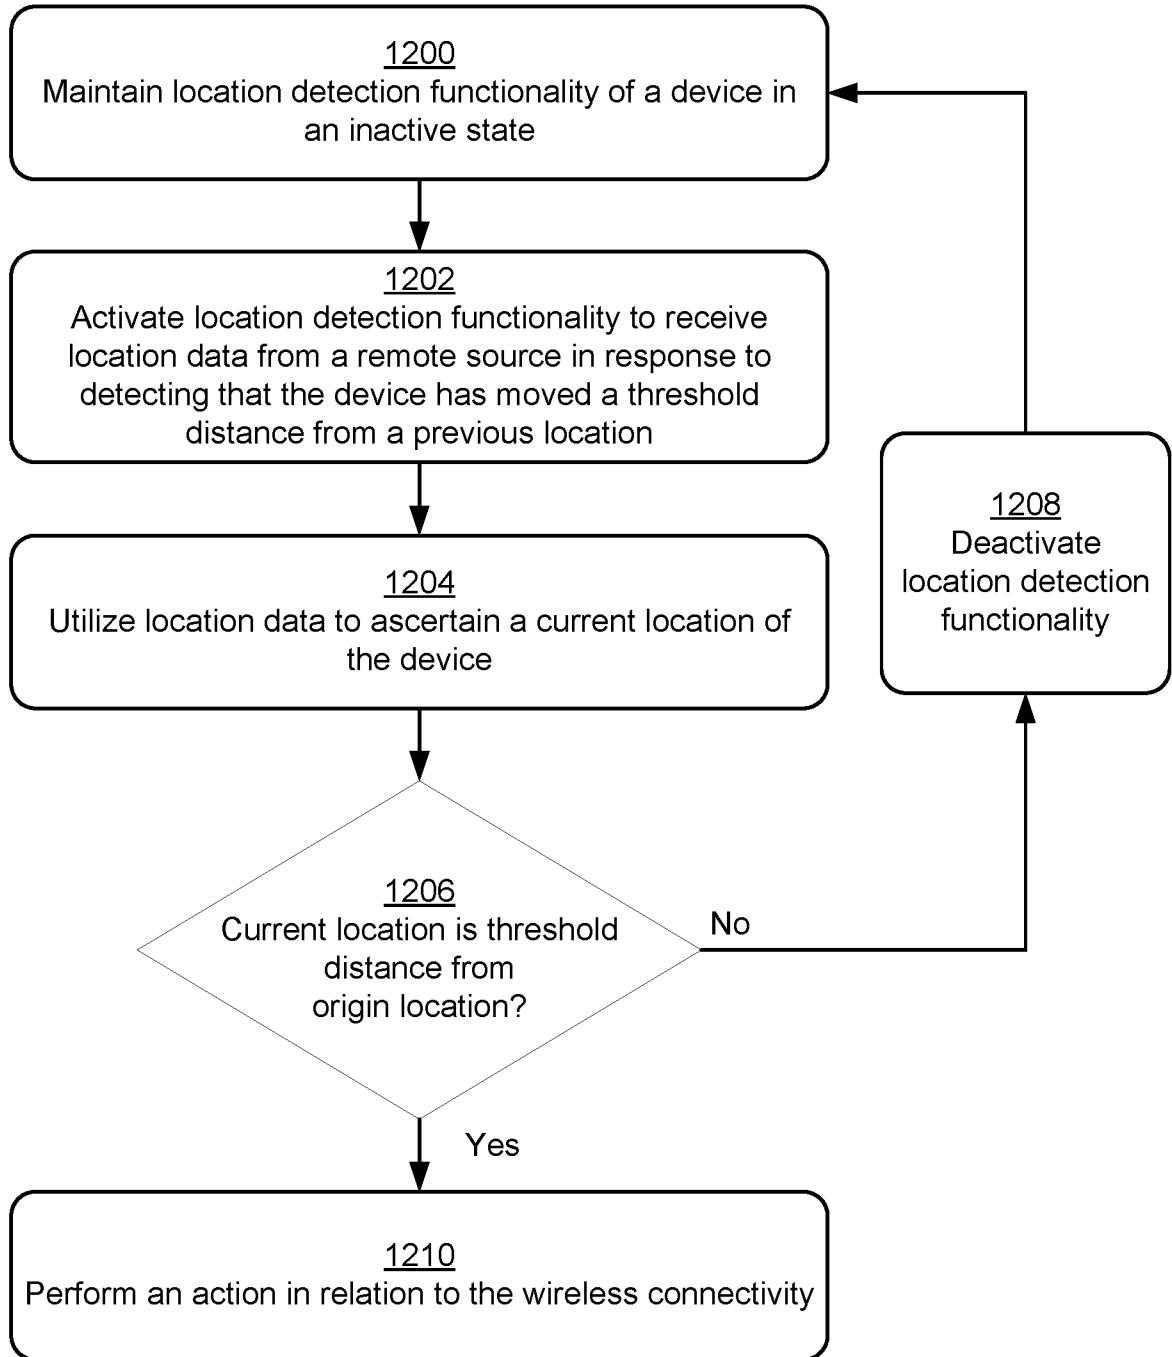 1200
Maintain location detection functionality of a device in
an inactive state
1202
Activate location detection functionality to receive
location data from a remote source in response to
detecting that the device has moved a threshold
distance from a previous location
1204
Utilize location data to ascertain a current location of
the device
1206
Current location is threshold
distance from
origin location?
No
1208
Deactivate
location detection
functionality
Yes
1210
Perform an action in relation to the wireless connectivity